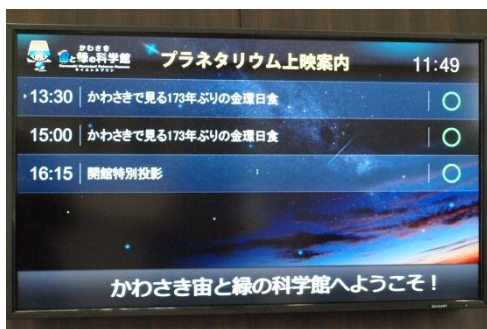 かわさき
宙と緑の科学館
プラネタリウム上映案内
11:49
13:30 かわさきで見る173年ぶりの金環日食 ○
15:00 かわさきで見る173年ぶりの金環日食 ○
16:15 開館特別投影 ○
かわさき宙と緑の科学館へようこそ!